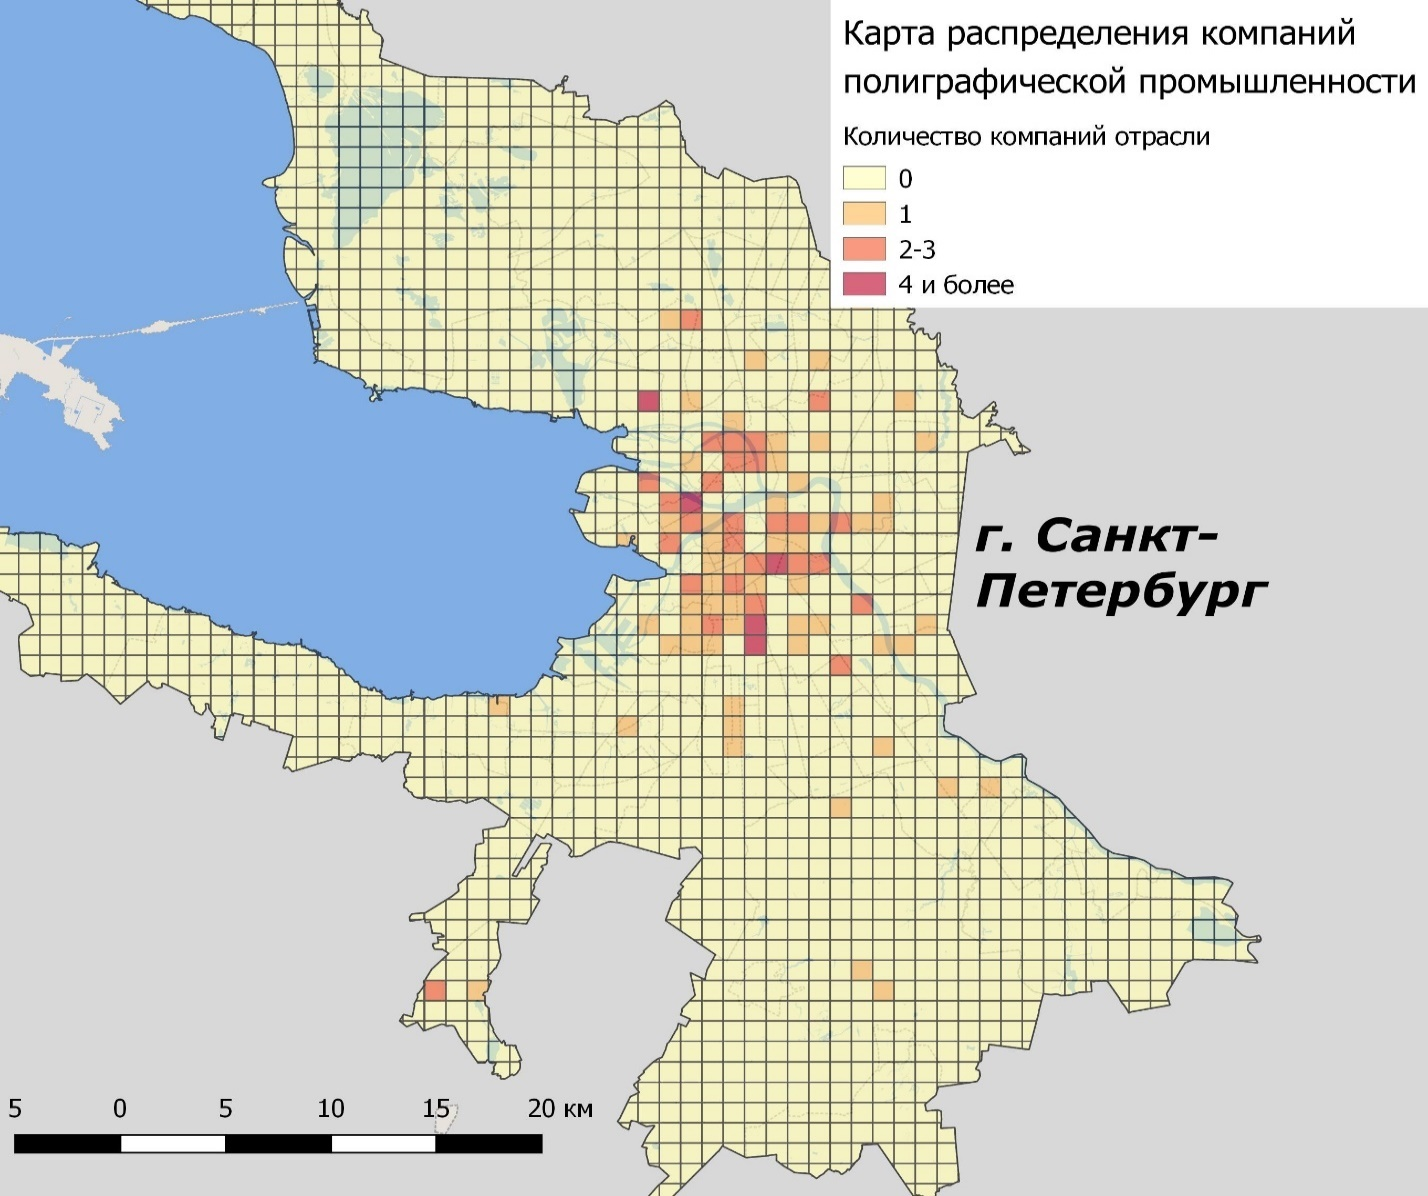 Карта распределения компаний
полиграфической промышленности
Количество компаний отрасли
0
1
2-3
4 и более
г. Санкт-
Петербург
5 0 5 10 15 20 км